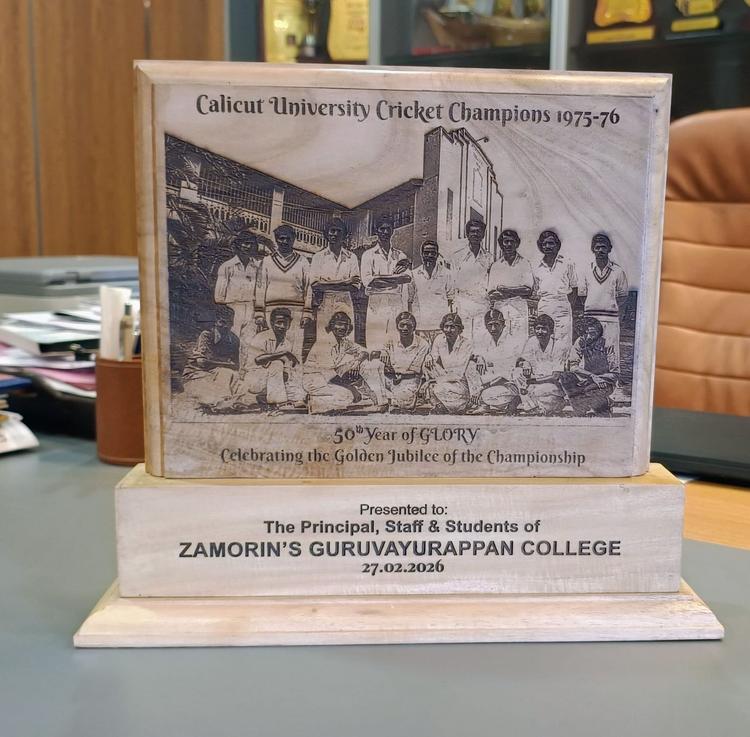 Calicut University Cricket Champions 1975-76
50th Year of GLORY
Celebrating the Golden Jubilee of the Championship
Presented to:
The Principal, Staff & Students of
ZAMORIN'S GURUVAYURAPPAN COLLEGE
27.02.2026